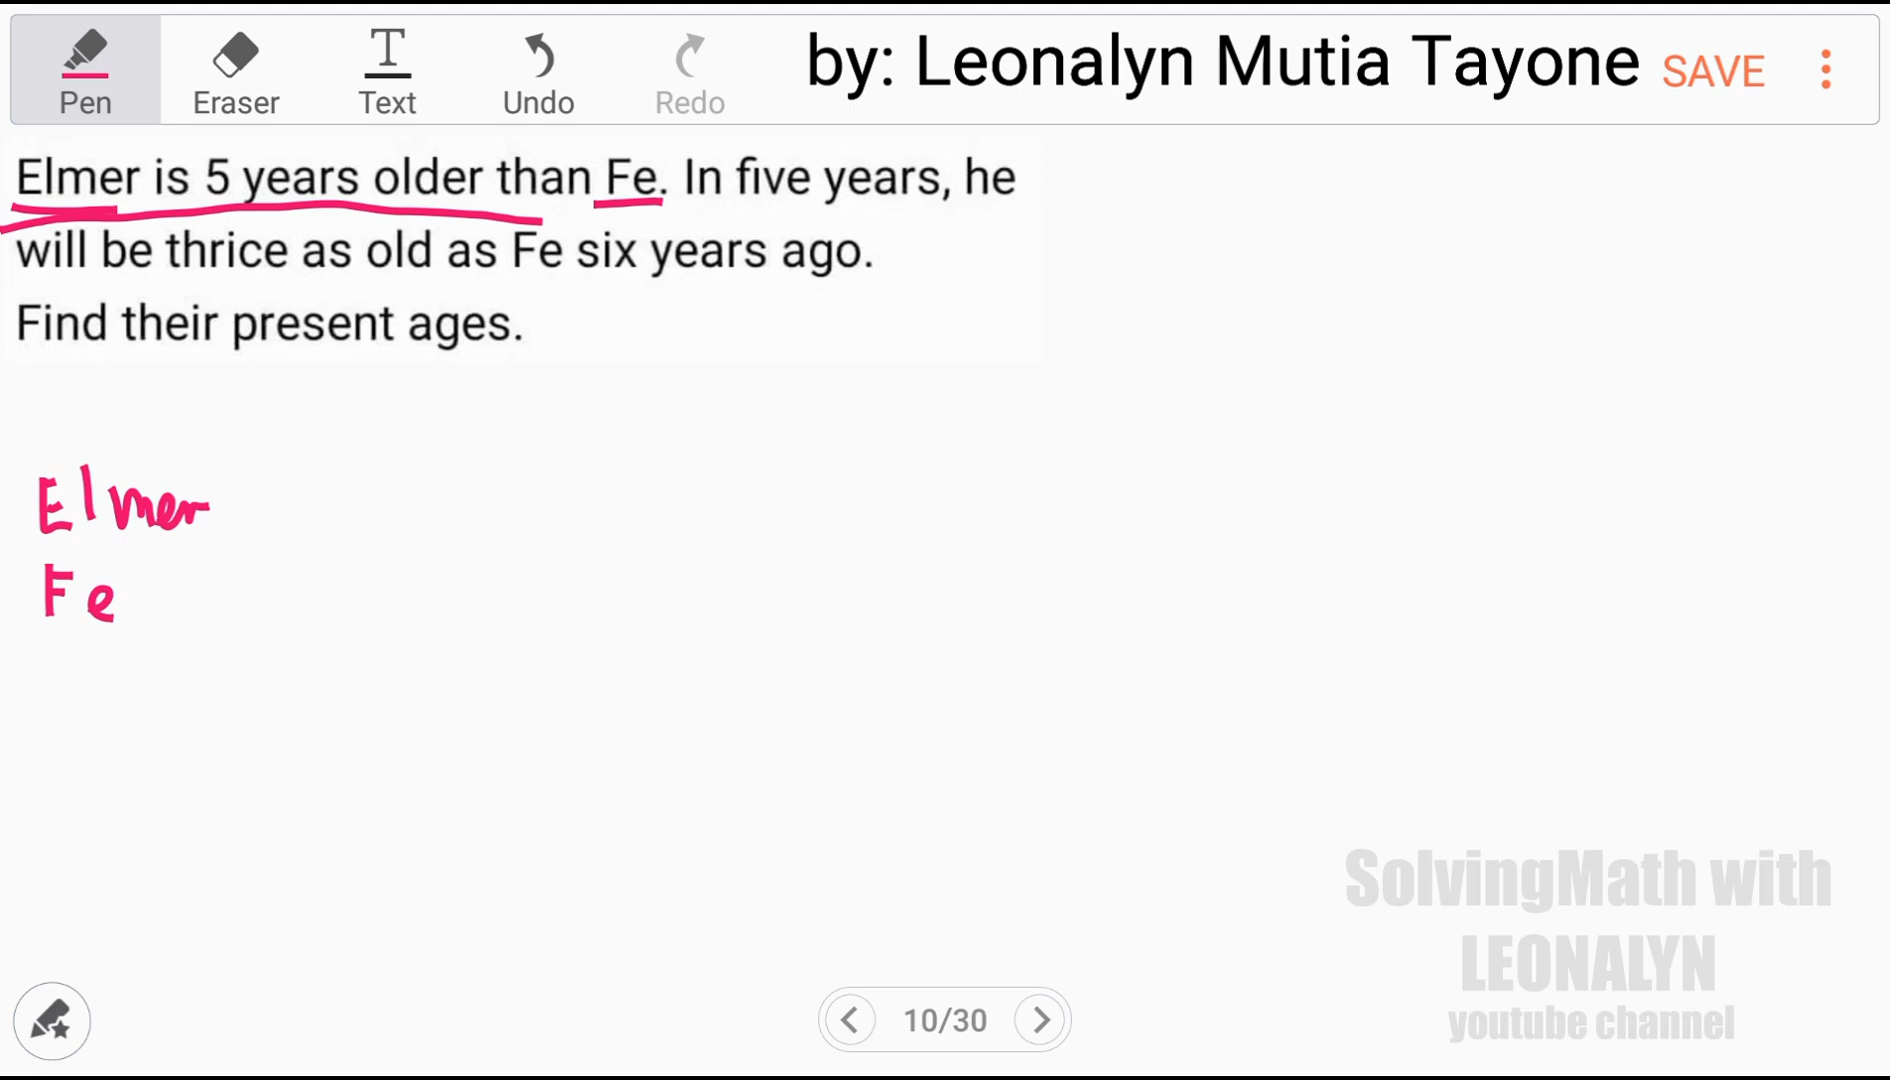 Pen
Eraser
Text
Undo
Redo
by: Leonalyn Mutia Tayone
SAVE
Elmer is 5 years older than Fe. In five years, he
will be thrice as old as Fe six years ago.
Find their present ages.
Elmer
Fe
SolvingMath with
LEONALYN
youtube channel
10/30